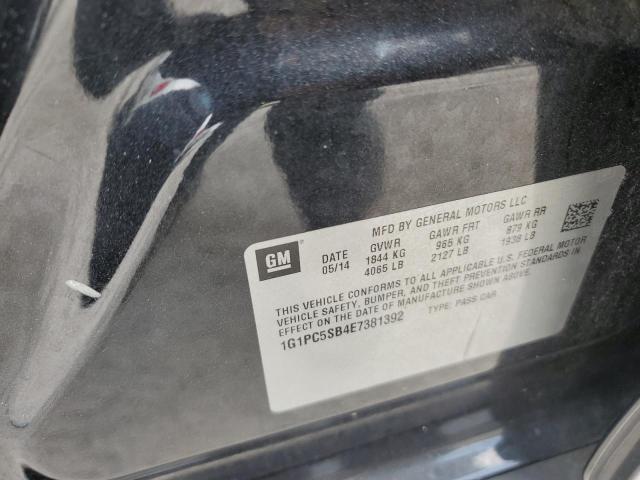 MFD BY GENERAL MOTORS LLC
GM
DATE GVWR GAWR FRT GAWR RR
05/14 1844 KG 965 KG 879 KG
4065 LB 2127 LB 1938 LB
THIS VEHICLE CONFORMS TO ALL APPLICABLE U.S. FEDERAL MOTOR
VEHICLE SAFETY, BUMPER, AND THEFT PREVENTION STANDARDS IN
EFFECT ON THE DATE OF MANUFACTURE SHOWN ABOVE.
1G1PC5SB4E7381392 TYPE: PASS CAR